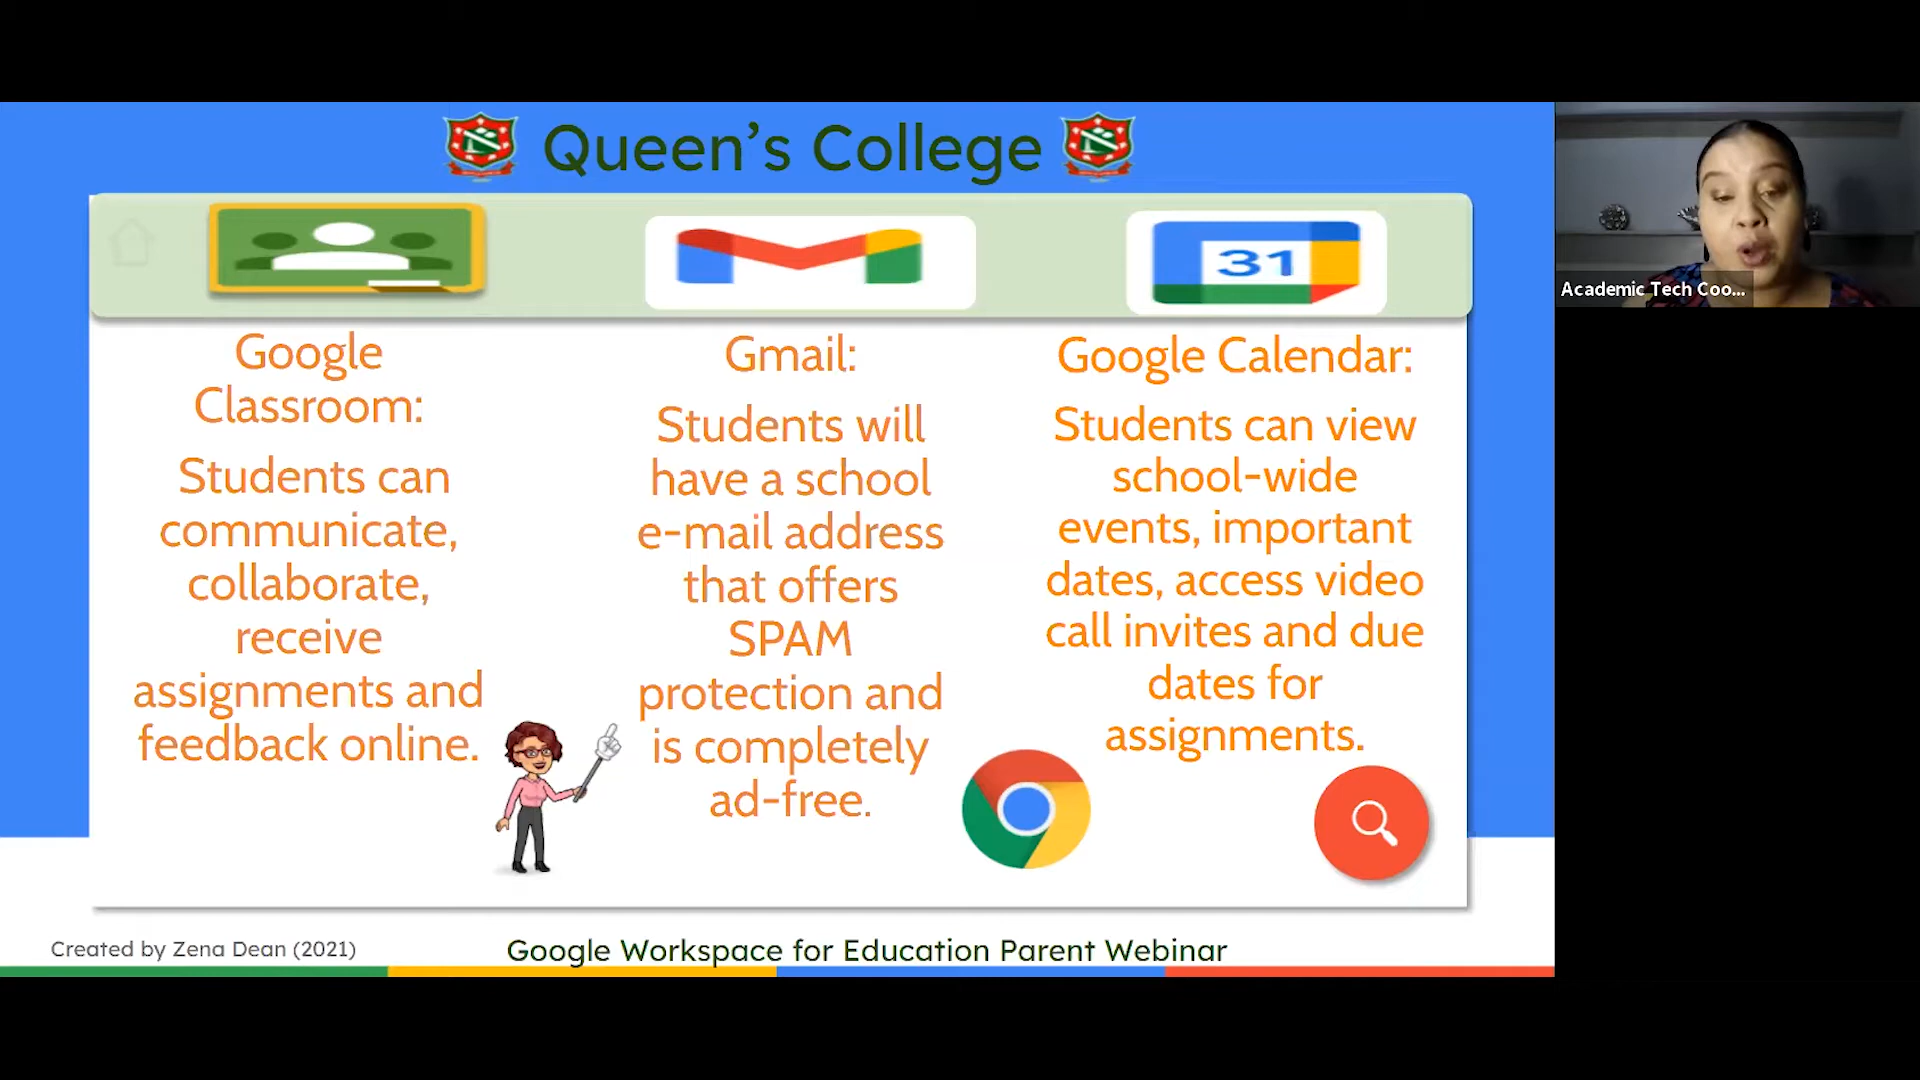 Queen's College
31
Google
Classroom:
Students can
communicate,
collaborate,
receive
assignments and
feedback online.
Gmail:
Students will
have a school
e-mail address
that offers
SPAM
protection and
is completely
ad-free.
Google Calendar:
Students can view
school-wide
events, important
dates, access video
call invites and due
dates for
assignments.
Academic Tech Coo...
Created by Zena Dean (2021)
Google Workspace for Education Parent Webinar